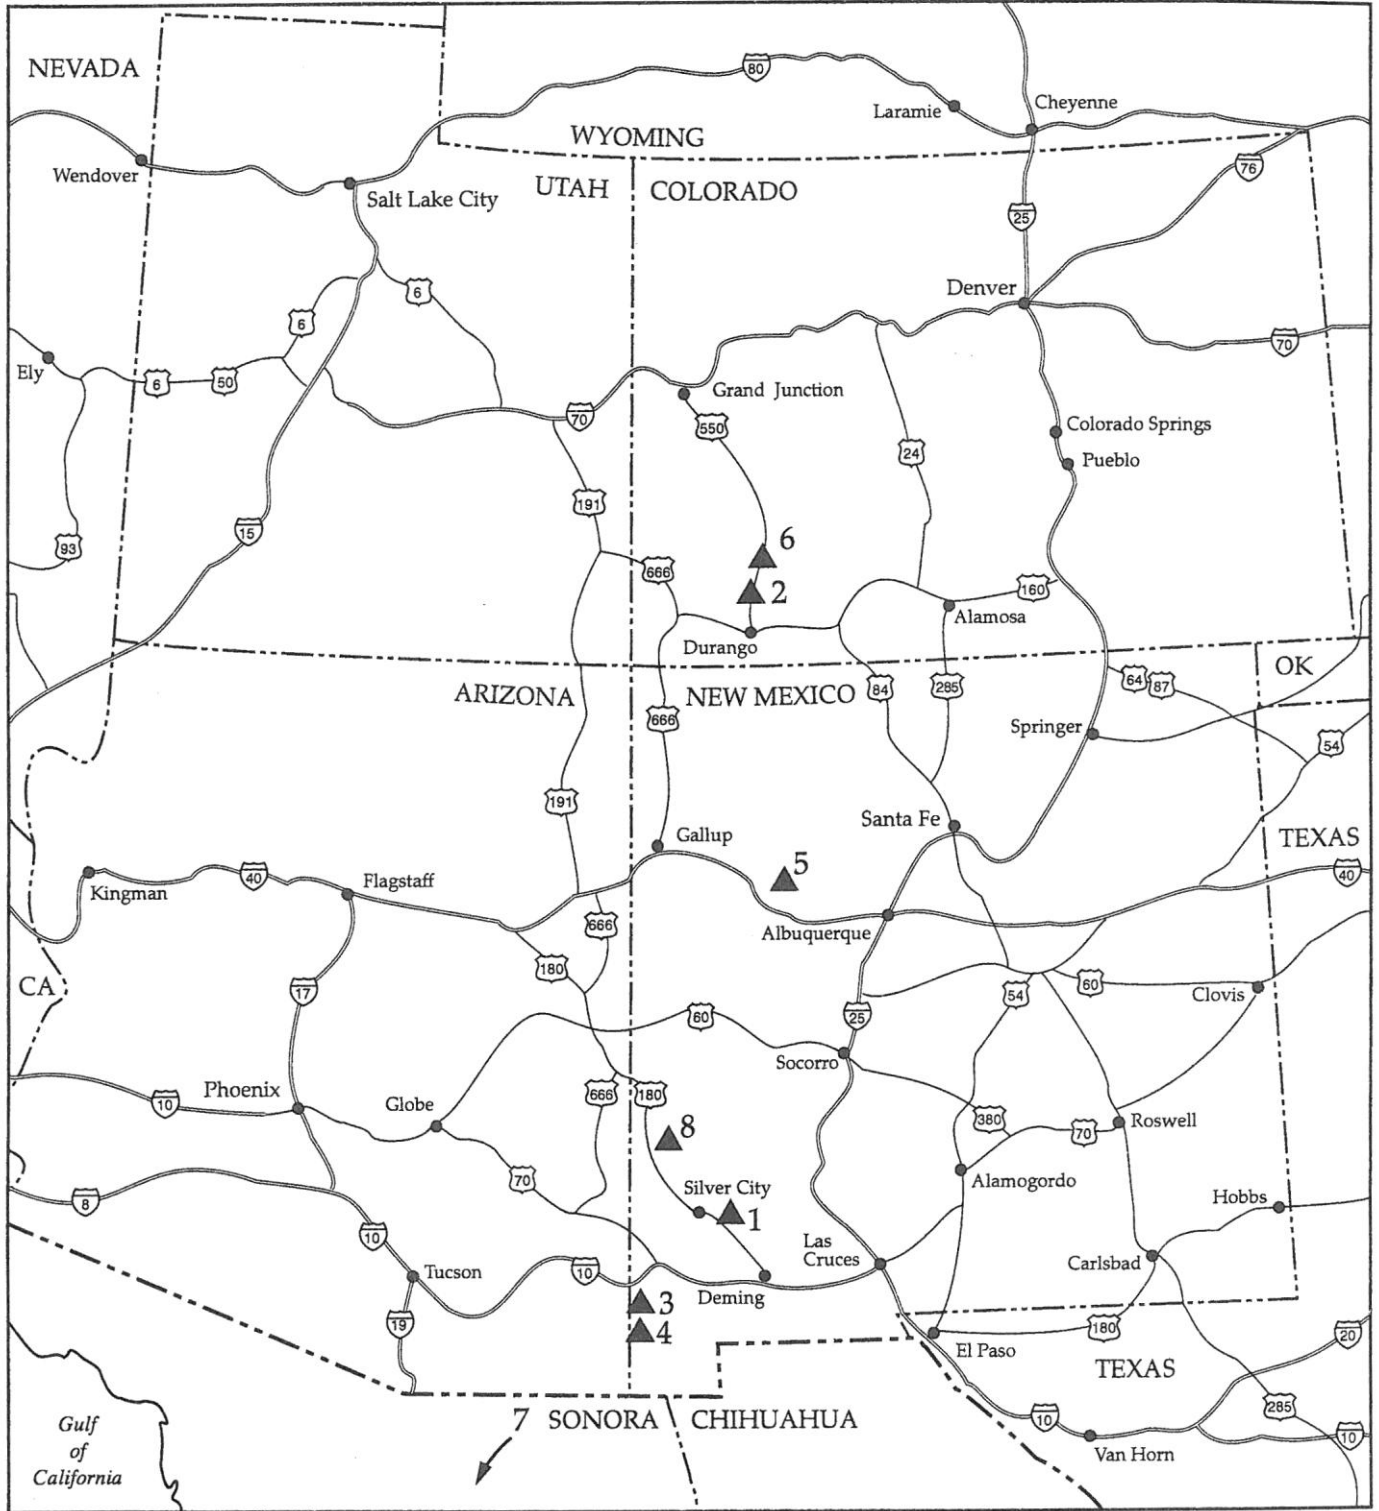 80
NEVADA
Laramie
Cheyenne
WYOMING
Wendover
76
UTAH
COLORADO
Salt Lake City
25
6
Denver
6
70
Ely
6
50
Grand Junction
70
550
Colorado Springs
24
Pueblo
191
15
6
93
666
2
160
Alamosa
Durango
OK
ARIZONA
NEW MEXICO
84
285
64
87
666
Springer
54
191
Santa Fe
Gallup
TEXAS
5
40
Flagstaff
40
Kingman
666
Albuquerque
180
CA
60
17
54
Clovis
60
25
Socorro
Phoenix
666
180
10
Globe
380
Roswell
8
70
70
Alamogordo
Silver City
Hobbs
8
1
10
Las
Cruces
Carlsbad
Tucson
10
Deming
3
19
4
180
20
El Paso
TEXAS
7
SONORA
CHIHUAHUA
285
Gulf
of
California
10
10
Van Horn